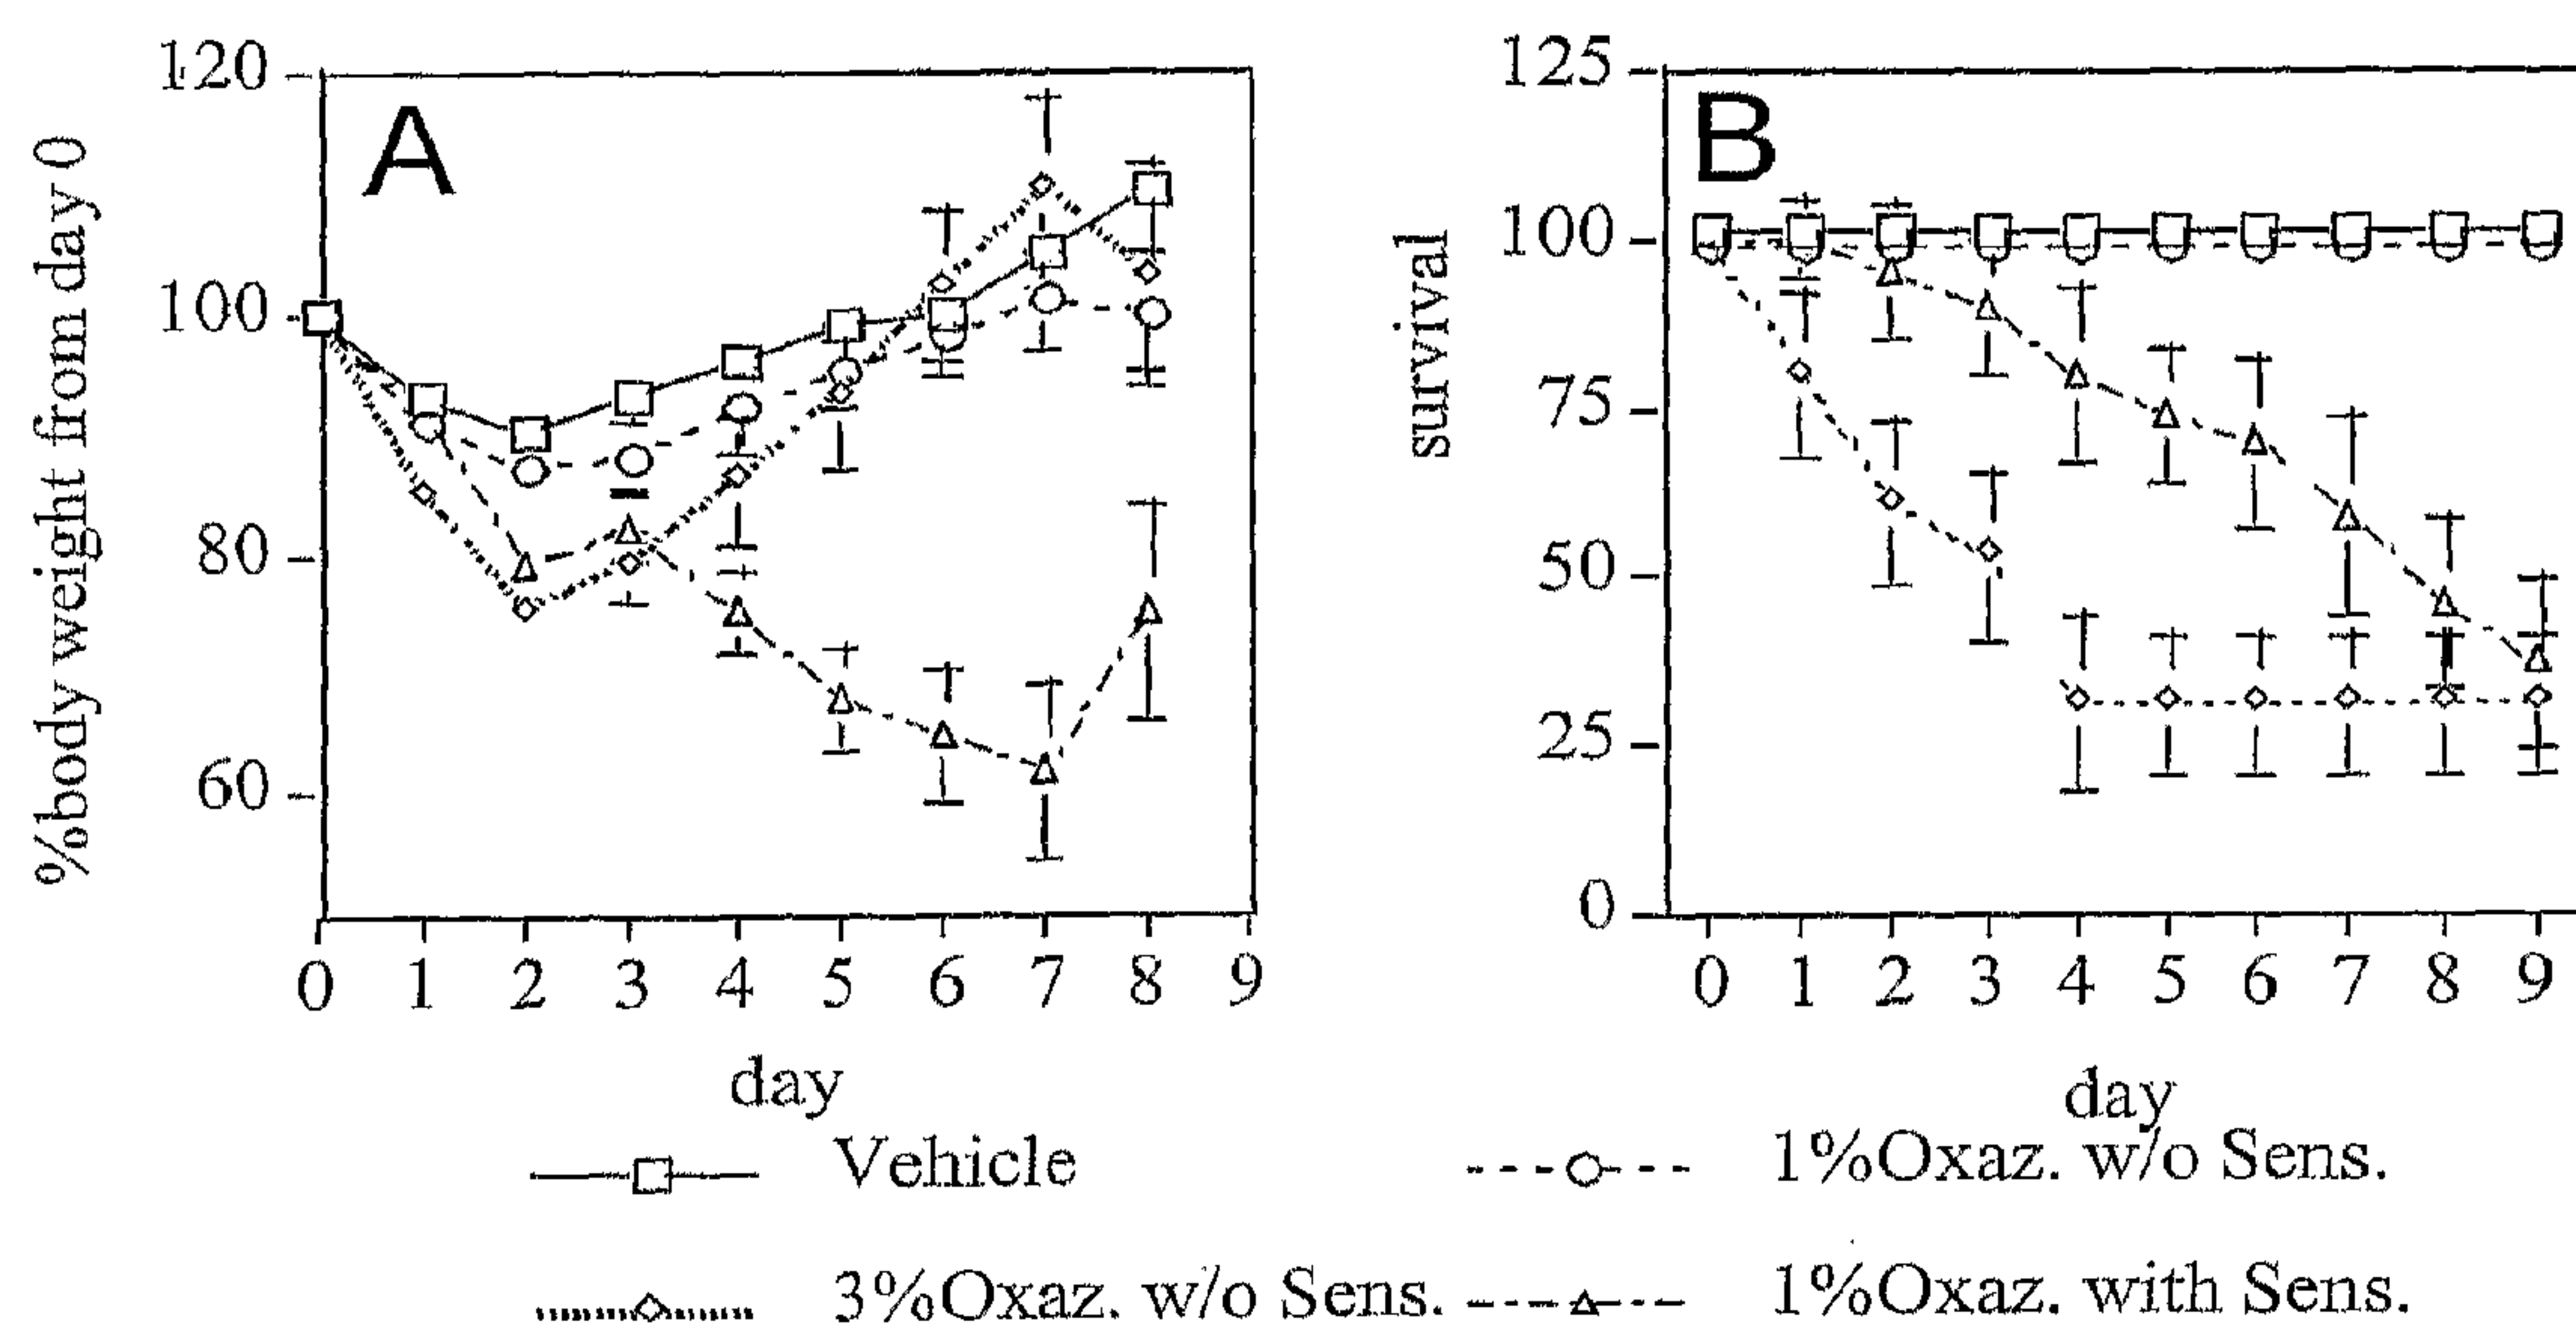 A
%body weight from day 0
120
100
80
60
0 1 2 3 4 5 6 7 8 9
day
B
survival
125
100
75
50
25
0
0 1 2 3 4 5 6 7 8 9
day
Vehicle
1%Oxaz. w/o Sens.
3%Oxaz. w/o Sens.
1%Oxaz. with Sens.